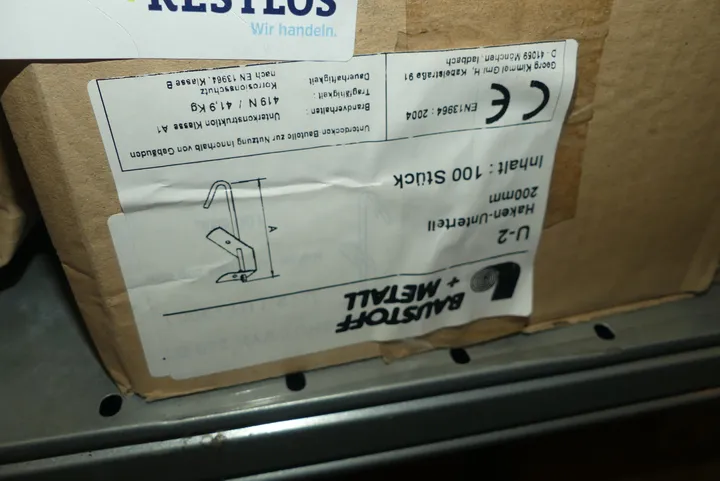 RESTLOS
Wir handeln.
BAUSTOFF
+ METALL
U-2
Haken-Unterteil
200mm
Inhalt : 100 Stück
A
Unterdecken Bauteile zur Nutzung innerhalb von Gebäuden
Brandverhalten : Unterkonstruktion Klasse A1
Tragfähigkeit : 419 N / 41,9 Kg
Dauerhaftigkeit : Korrosionsschutz
nach EN 13964, Klasse B
CE EN13964 : 2004
Georg Kimmel GmbH, Kabelstraße 91
D - 41069 Mönchengladbach